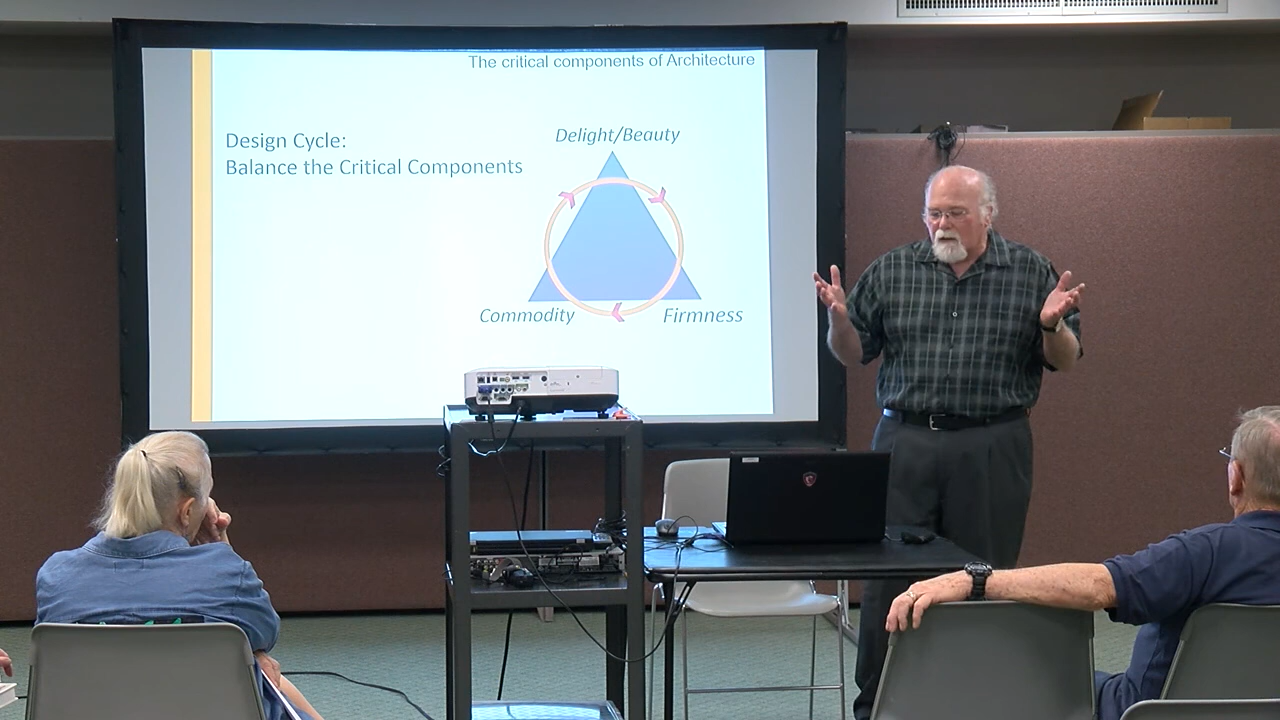 The critical components of Architecture
Design Cycle:
Balance the Critical Components
Delight/Beauty
Commodity
Firmness